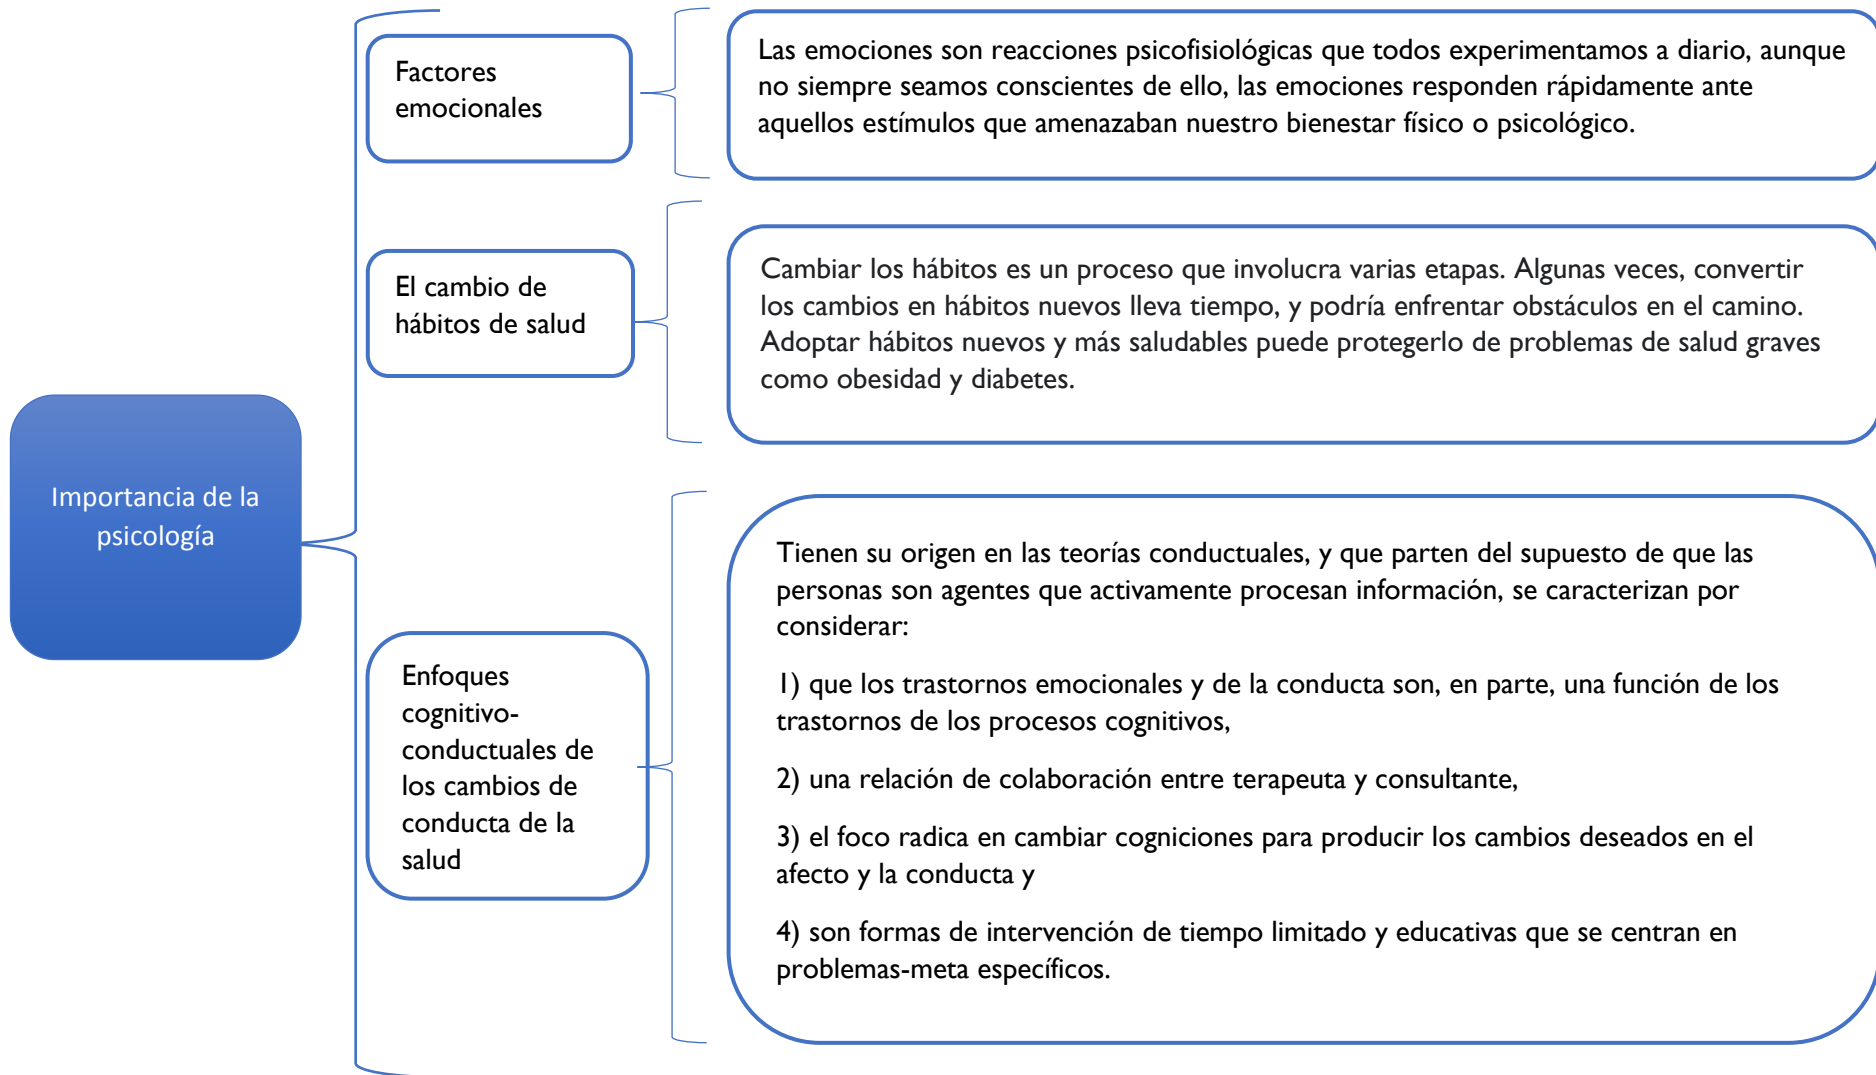 Factores
emocionales
Las emociones son reacciones psicofisiológicas que todos experimentamos a diario, aunque
no siempre seamos conscientes de ello, las emociones responden rápidamente ante
aquellos estímulos que amenazaban nuestro bienestar físico o psicológico.
El cambio de
hábitos de salud
Cambiar los hábitos es un proceso que involucra varias etapas. Algunas veces, convertir
los cambios en hábitos nuevos lleva tiempo, y podría enfrentar obstáculos en el camino.
Adoptar hábitos nuevos y más saludables puede protegerlo de problemas de salud graves
como obesidad y diabetes.
Importancia de la
psicología
Enfoques
cognitivo-
conductuales de
los cambios de
conducta de la
salud
Tienen su origen en las teorías conductuales, y que parten del supuesto de que las
personas son agentes que activamente procesan información, se caracterizan por
considerar:
1) que los trastornos emocionales y de la conducta son, en parte, una función de los
trastornos de los procesos cognitivos,
2) una relación de colaboración entre terapeuta y consultante,
3) el foco radica en cambiar cogniciones para producir los cambios deseados en el
afecto y la conducta y
4) son formas de intervención de tiempo limitado y educativas que se centran en
problemas-meta específicos.